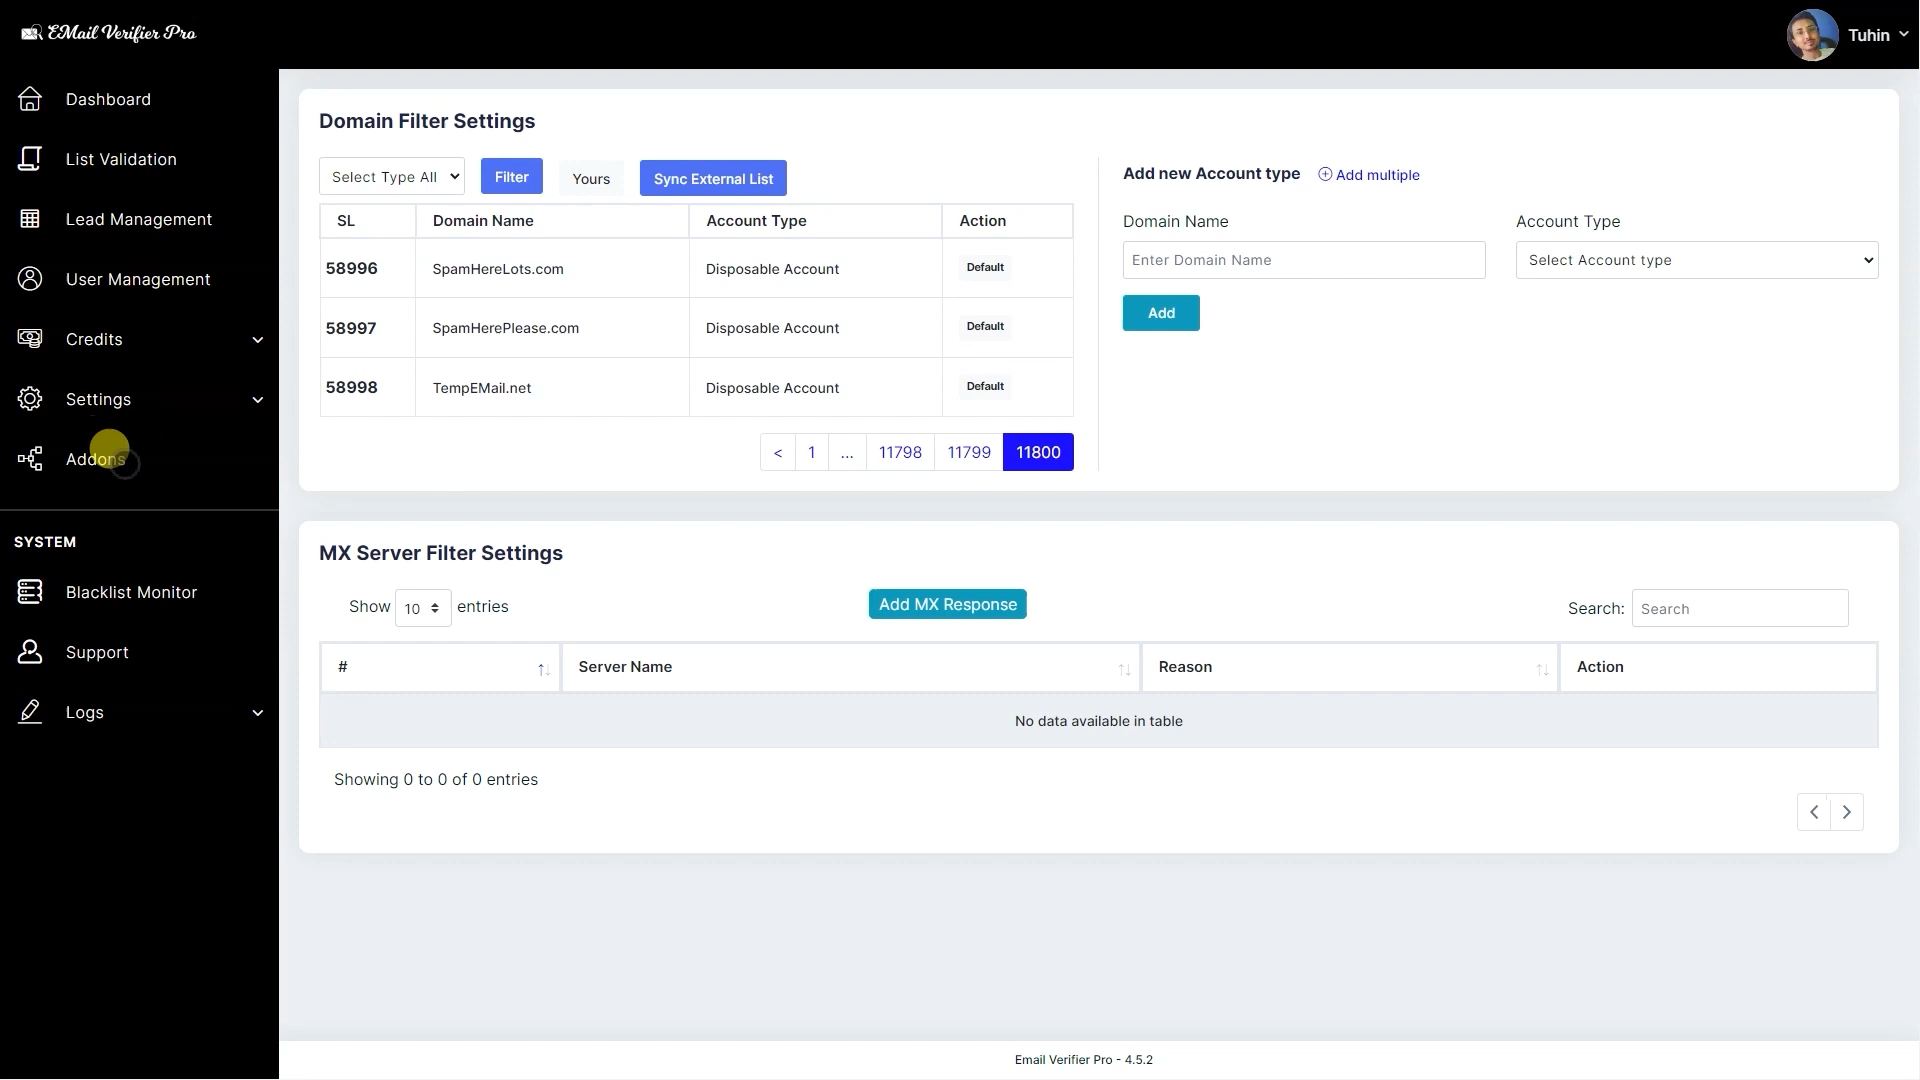 EMail Verifier Pro
Tuhin
Dashboard
List Validation
Lead Management
User Management
Credits
Settings
Addons
SYSTEM
Blacklist Monitor
Support
Logs
Domain Filter Settings
Select Type All
Filter
Yours
Sync External List
SL Domain Name Account Type Action
58996 SpamHereLots.com Disposable Account Default
58997 SpamHerePlease.com Disposable Account Default
58998 TempEMail.net Disposable Account Default
< 1 ... 11798 11799 11800
Add new Account type Add multiple
Domain Name Account Type
Enter Domain Name Select Account type
Add
MX Server Filter Settings
Show 10 entries
Add MX Response
Search: Search
# Server Name Reason Action
No data available in table
Showing 0 to 0 of 0 entries
Email Verifier Pro - 4.5.2